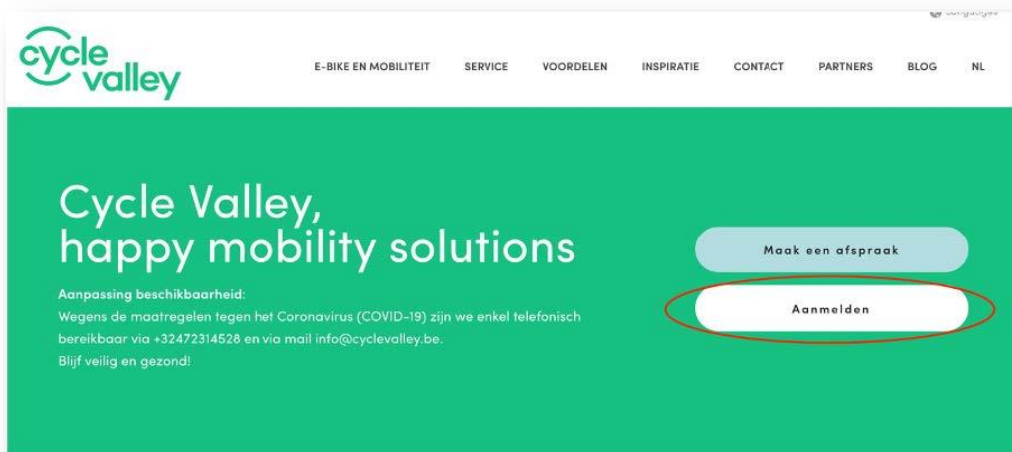 Languages
cycle
valley
E-BIKE EN MOBILITEIT SERVICE VOORDELEN INSPIRATIE CONTACT PARTNERS BLOG NL
Cycle Valley,
happy mobility solutions
Maak een afspraak
Aanpassing beschikbaarheid:
Aanmelden
Wegens de maatregelen tegen het Coronavirus (COVID-19) zijn we enkel telefonisch
bereikbaar via +32472314528 en via mail info@cyclevalley.be.
Blijf veilig en gezond!